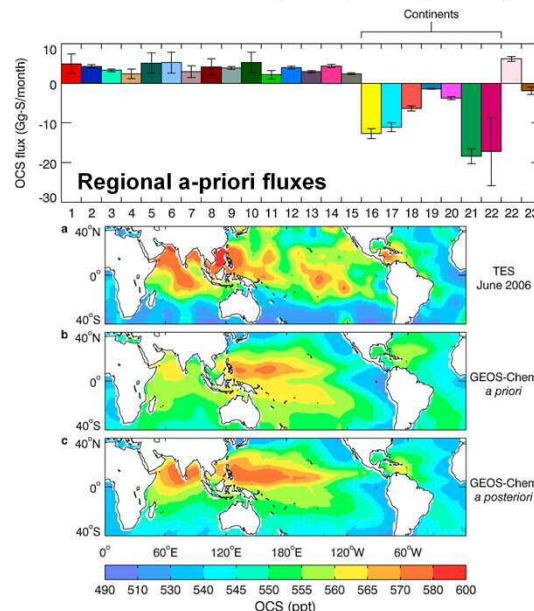 Continents
10
0
-10
-20
-30
OCS flux (Gg-S/month)
Regional a-priori fluxes
1 2 3 4 5 6 7 8 9 10 11 12 13 14 15 16 17 18 19 20 21 22 22 23
a
40°N
0°
40°S
TES
June 2006
b
40°N
0°
40°S
GEOS-Chem
a priori
c
40°N
0°
40°S
GEOS-Chem
a posteriori
0° 60°E 120°E 180° 120°W 60°W
490 510 530 540 545 550 555 560 565 570 580 600
OCS (ppt)